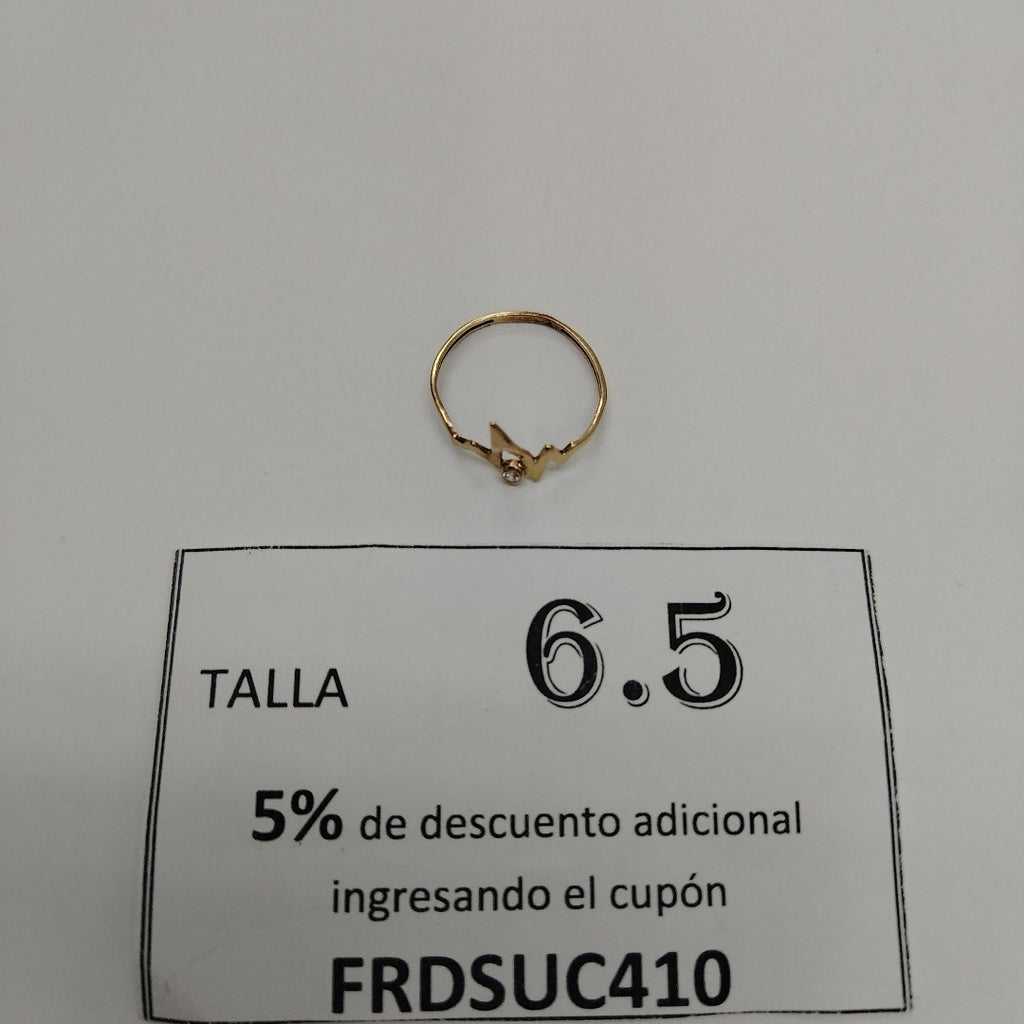 TALLA 6.5
5% de descuento adicional
ingresando el cupón
FRDSUC410